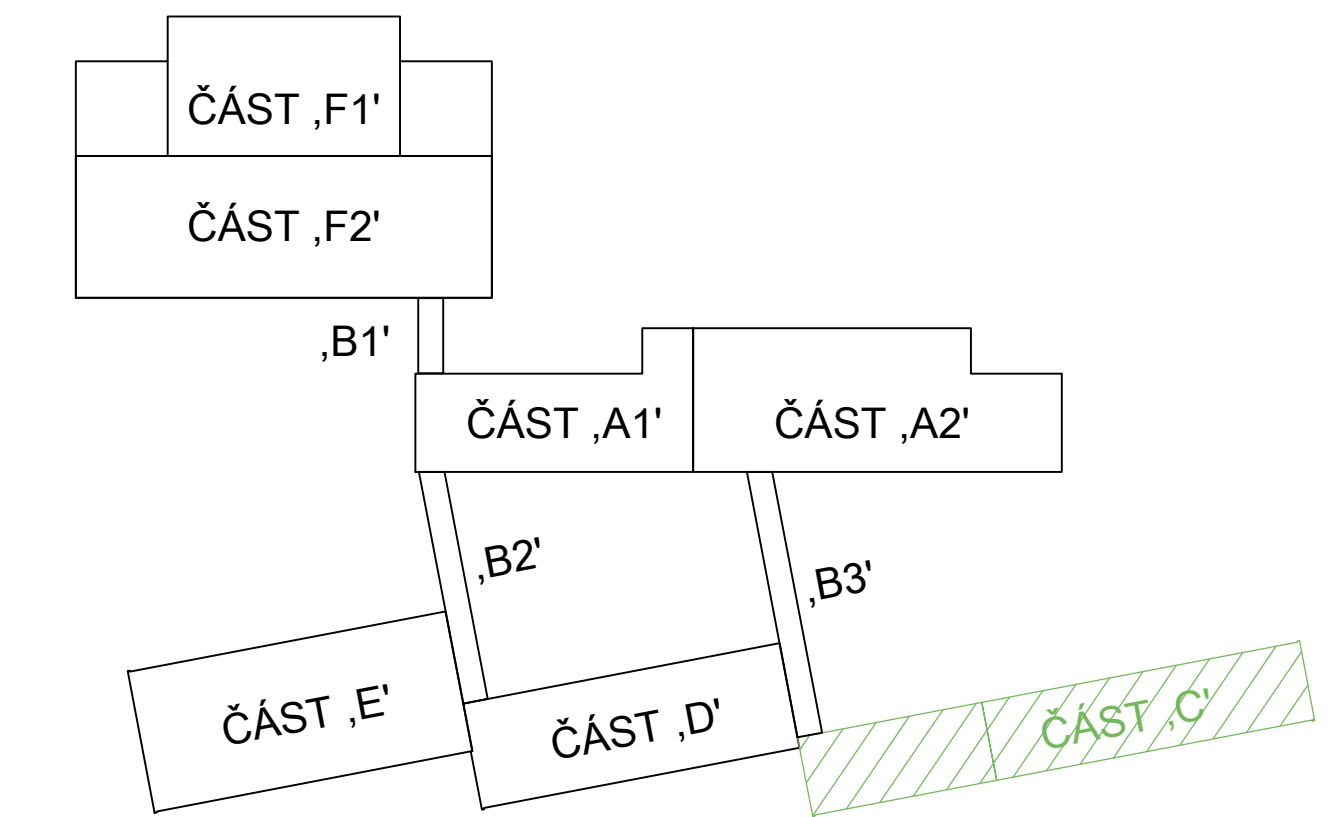 ČÁST ,F1'
ČÁST ,F2'
,B1'
ČÁST ,A1'
ČÁST ,A2'
,B2'
,B3'
ČÁST ,E'
ČÁST ,D'
ČÁST ,C'